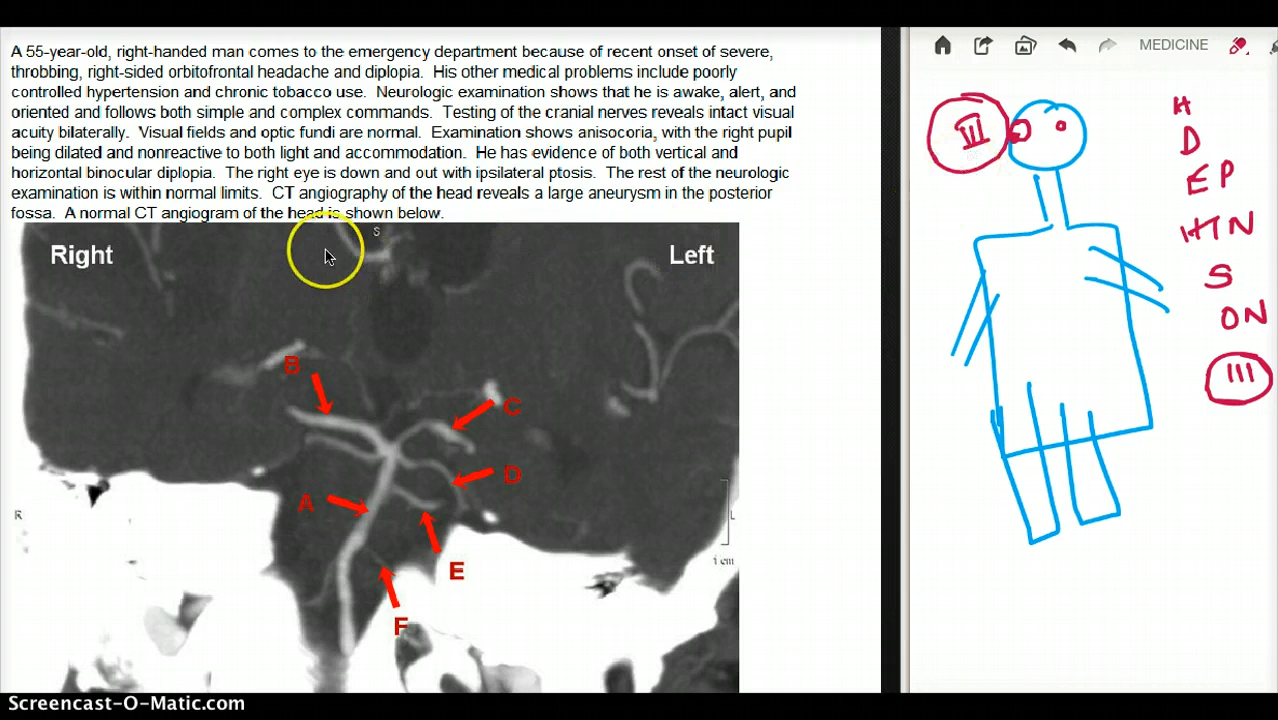 A 55-year-old, right-handed man comes to the emergency department because of recent onset of severe,
throbbing, right-sided orbitofrontal headache and diplopia. His other medical problems include poorly
controlled hypertension and chronic tobacco use. Neurologic examination shows that he is awake, alert, and
oriented and follows both simple and complex commands. Testing of the cranial nerves reveals intact visual
acuity bilaterally. Visual fields and optic fundi are normal. Examination shows anisocoria, with the right pupil
being dilated and nonreactive to both light and accommodation. He has evidence of both vertical and
horizontal binocular diplopia. The right eye is down and out with ipsilateral ptosis. The rest of the neurologic
examination is within normal limits. CT angiography of the head reveals a large aneurysm in the posterior
fossa. A normal CT angiogram of the head is shown below.
S
Right
Left
B
C
D
A
E
F
R
L
1 cm
MEDICINE
III
H
D
E P
HTN
S
ON
III
Screencast-O-Matic.com